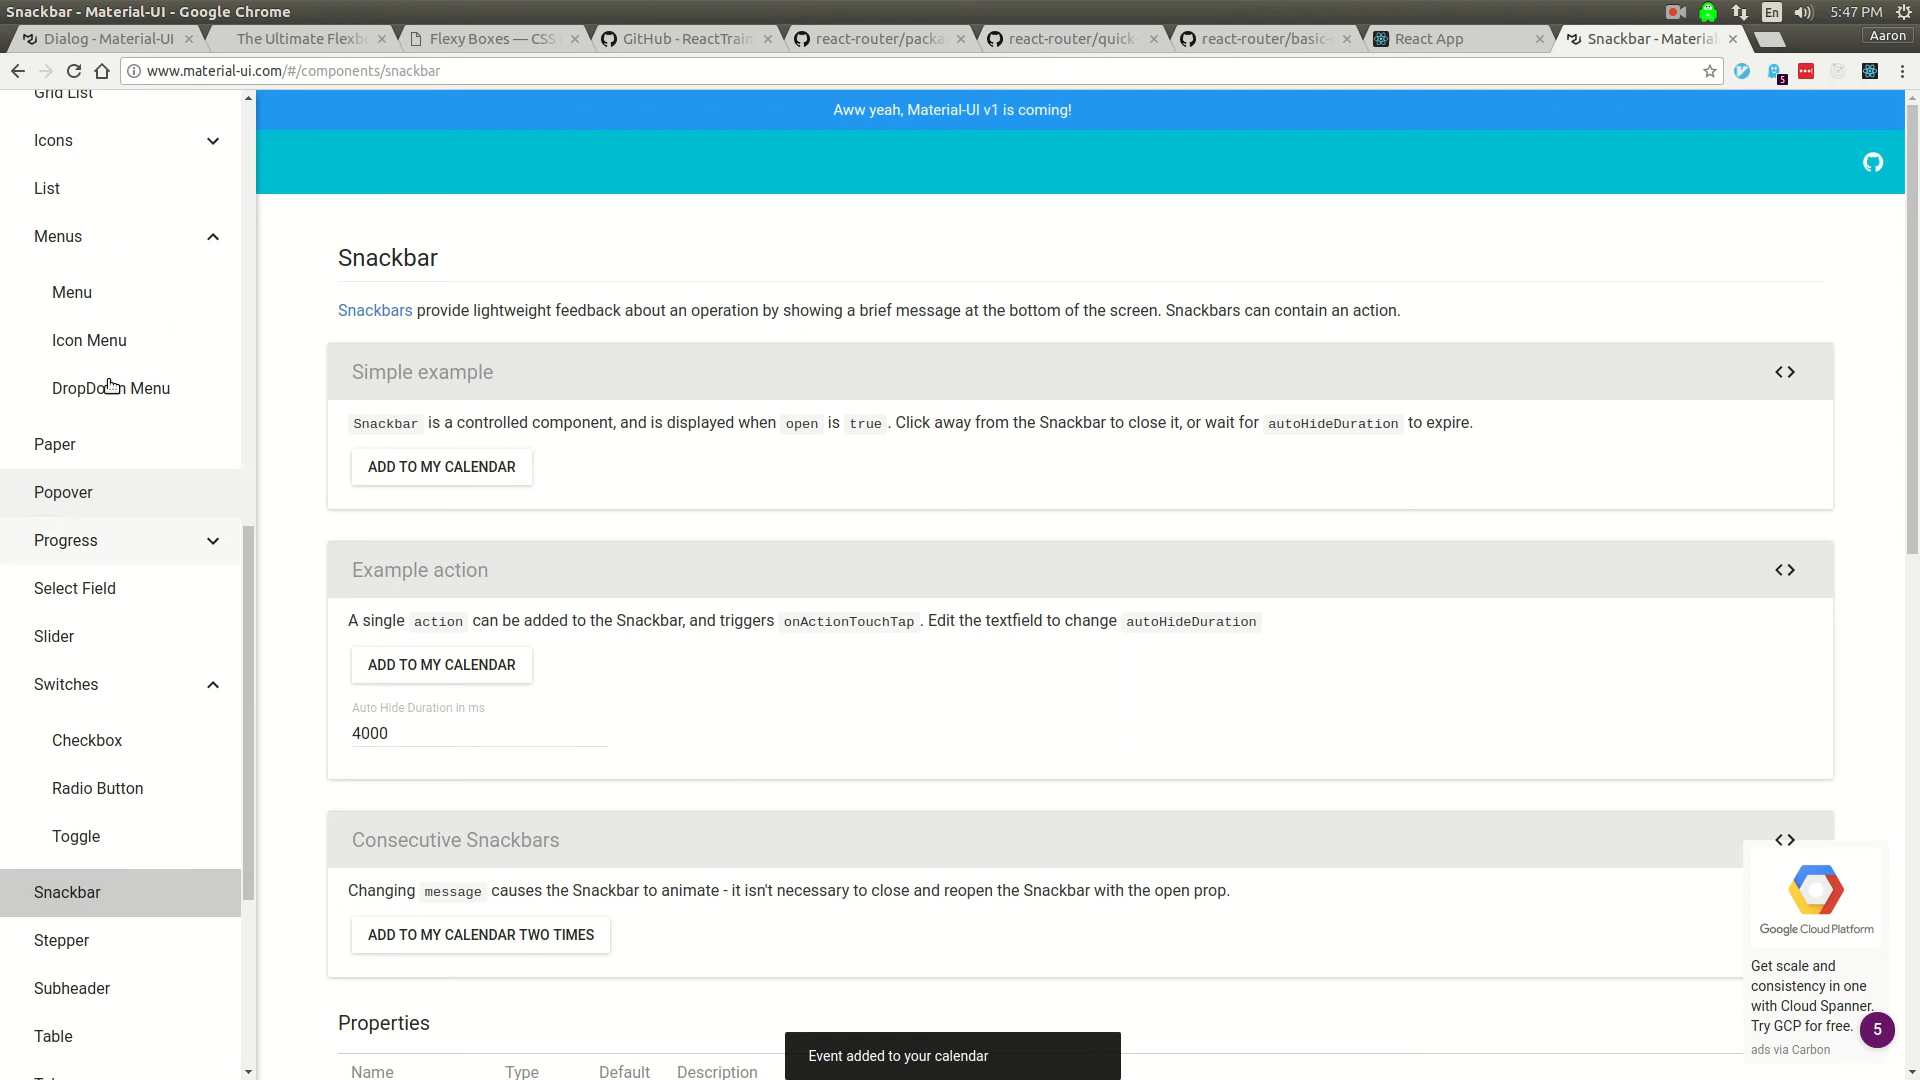 Snackbar - Material-UI - Google Chrome
En
5:47 PM
Dialog - Material-UI
The Ultimate Flexb
Flexy Boxes — CSS
GitHub - ReactTrain
react-router/packa
react-router/quick-
react-router/basic-
React App
Snackbar - Material
Aaron
www.material-ui.com/#/components/snackbar
5
Grid List
Icons
List
Menus
Menu
Icon Menu
DropDown Menu
Paper
Popover
Progress
Select Field
Slider
Switches
Checkbox
Radio Button
Toggle
Snackbar
Stepper
Subheader
Table
Aww yeah, Material-UI v1 is coming!
Snackbar
Snackbars provide lightweight feedback about an operation by showing a brief message at the bottom of the screen. Snackbars can contain an action.
Simple example
Snackbar is a controlled component, and is displayed when open is true. Click away from the Snackbar to close it, or wait for autoHideDuration to expire.
ADD TO MY CALENDAR
Example action
A single action can be added to the Snackbar, and triggers onActionTouchTap. Edit the textfield to change autoHideDuration
ADD TO MY CALENDAR
Auto Hide Duration in ms
4000
Consecutive Snackbars
Changing message causes the Snackbar to animate - it isn't necessary to close and reopen the Snackbar with the open prop.
ADD TO MY CALENDAR TWO TIMES
Properties
Name Type Default Description
Event added to your calendar
Google Cloud Platform
Get scale and
consistency in one
with Cloud Spanner.
Try GCP for free.
ads via Carbon
5